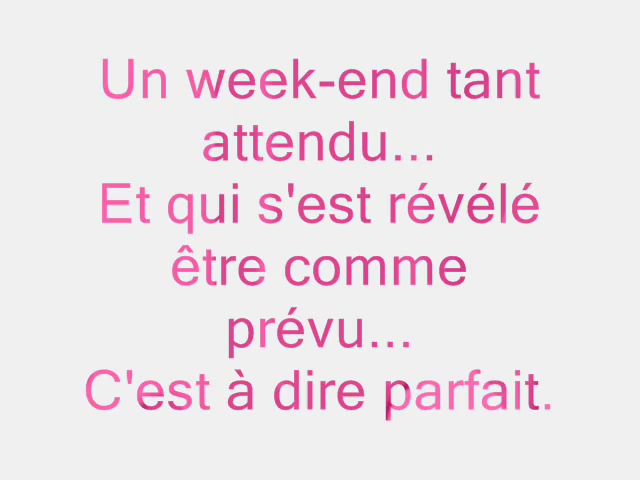 Un week-end tant
attendu...
Et qui s'est révélé
être comme
prévu...
C'est à dire parfait.